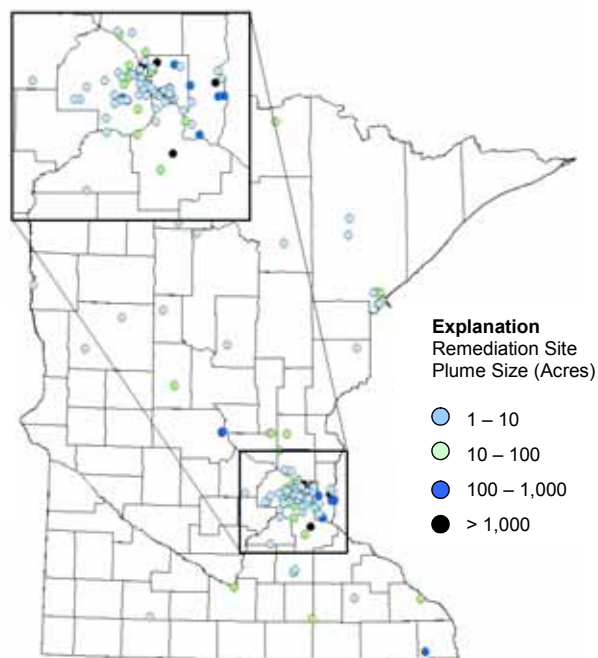 Explanation
Remediation Site
Plume Size (Acres)
1 – 10
10 – 100
100 – 1,000
> 1,000